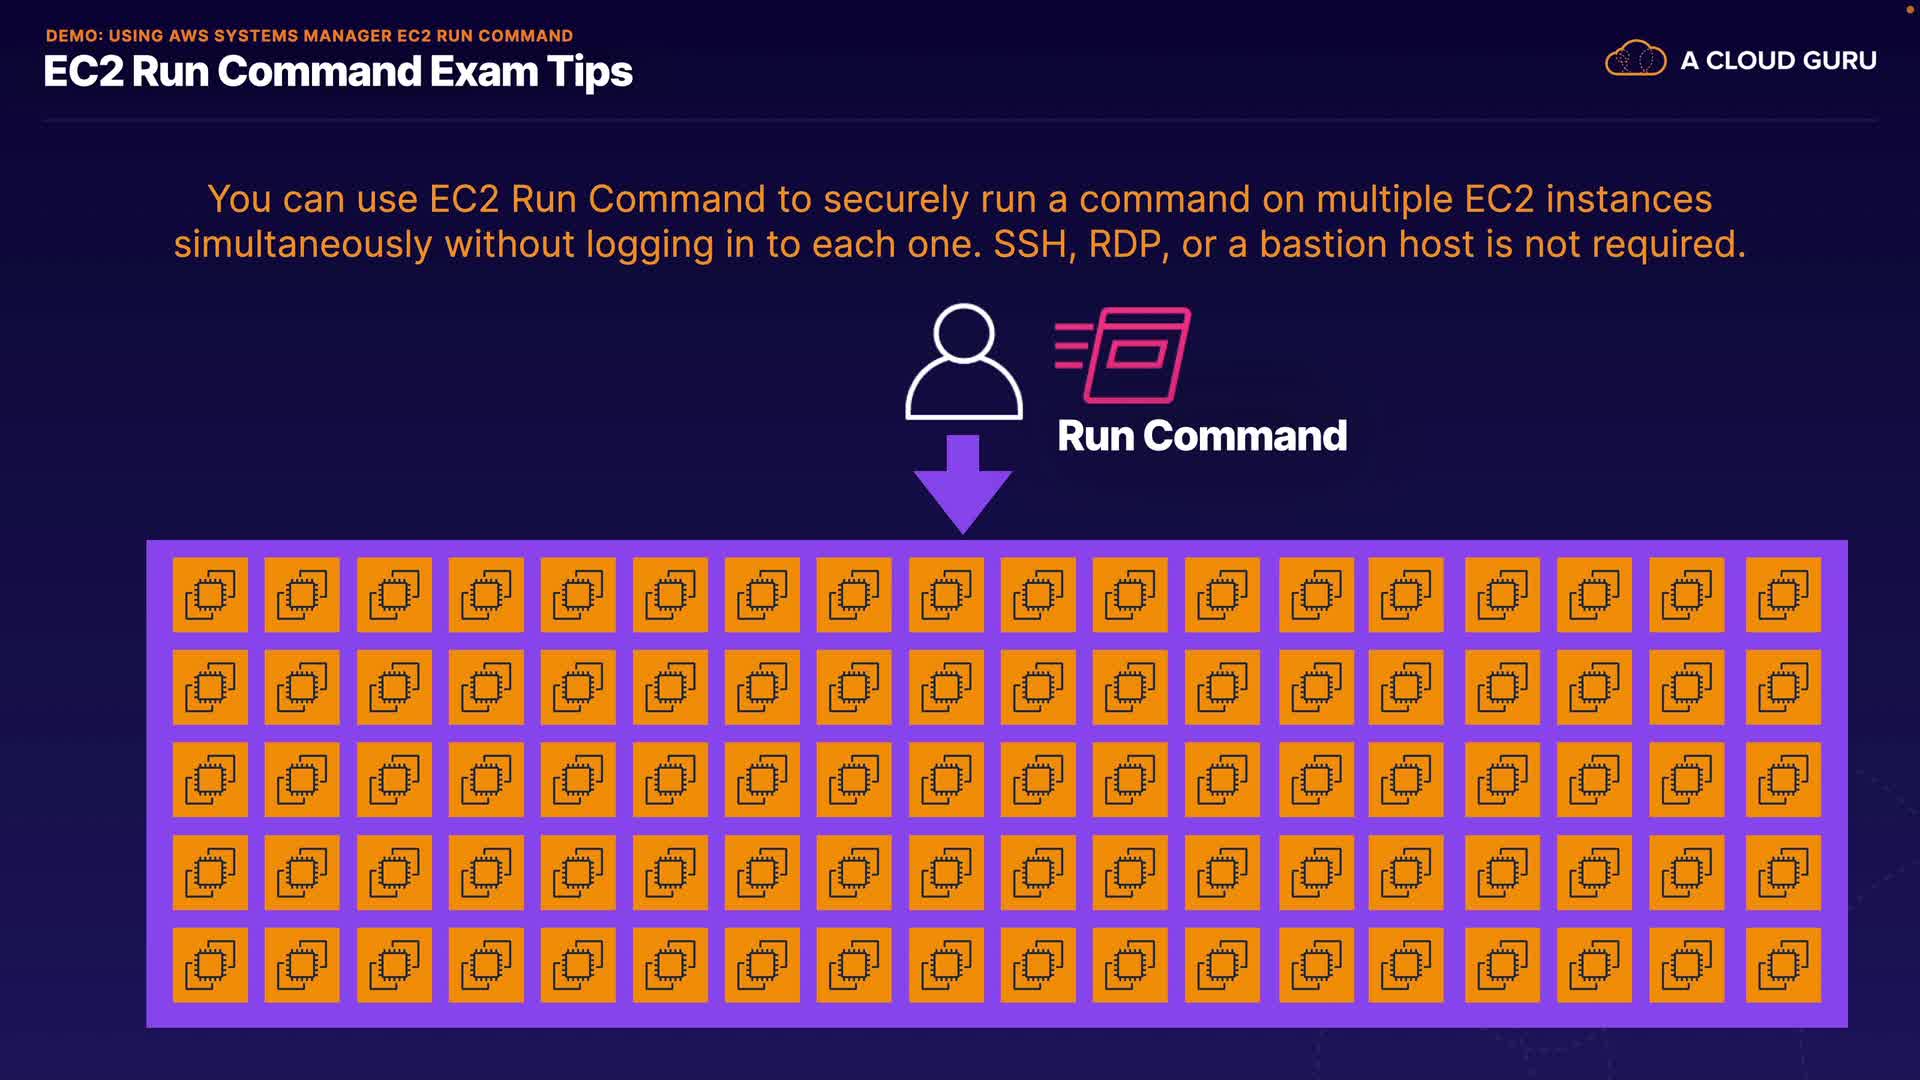 DEMO: USING AWS SYSTEMS MANAGER EC2 RUN COMMAND
EC2 Run Command Exam Tips
A CLOUD GURU
You can use EC2 Run Command to securely run a command on multiple EC2 instances
simultaneously without logging in to each one. SSH, RDP, or a bastion host is not required.
Run Command